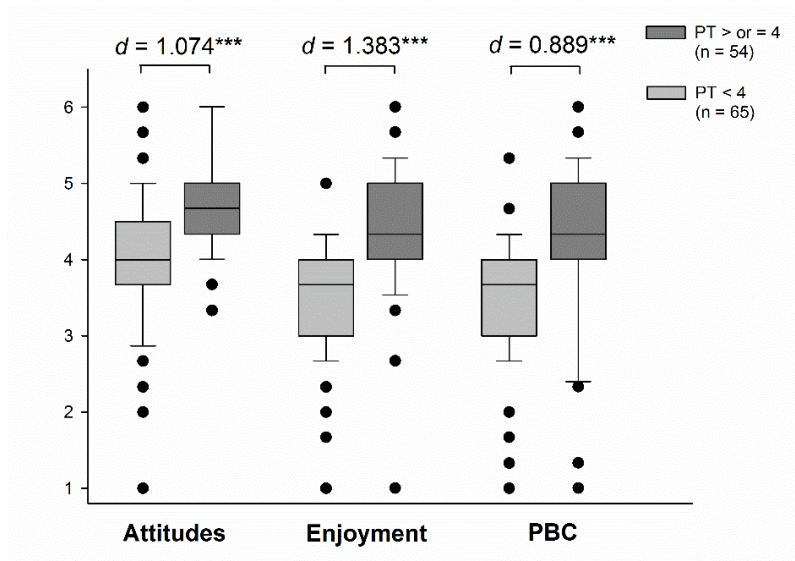 d = 1.074***
d = 1.383***
d = 0.889***
PT > or = 4
(n = 54)
PT < 4
(n = 65)
6
5
4
3
2
1
Attitudes
Enjoyment
PBC